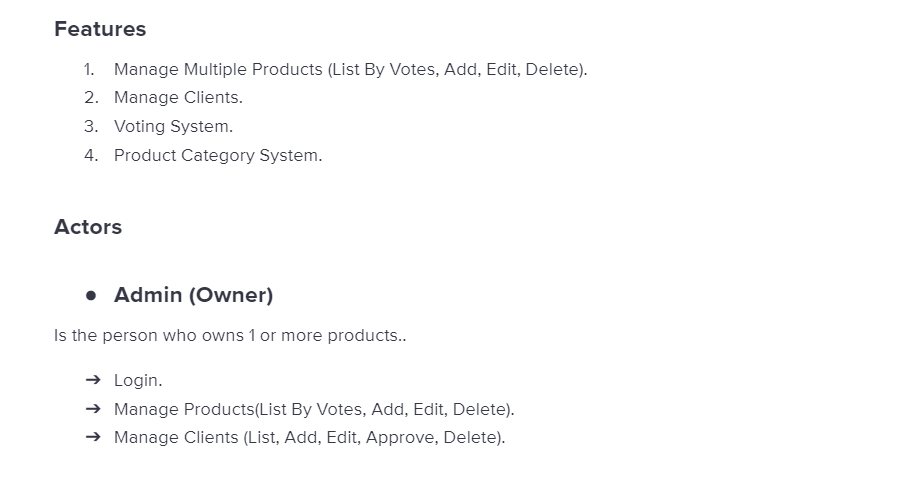 Features
1. Manage Multiple Products (List By Votes, Add, Edit, Delete).
2. Manage Clients.
3. Voting System.
4. Product Category System.
Actors
● Admin (Owner)
Is the person who owns 1 or more products..
➔ Login.
➔ Manage Products(List By Votes, Add, Edit, Delete).
➔ Manage Clients (List, Add, Edit, Approve, Delete).